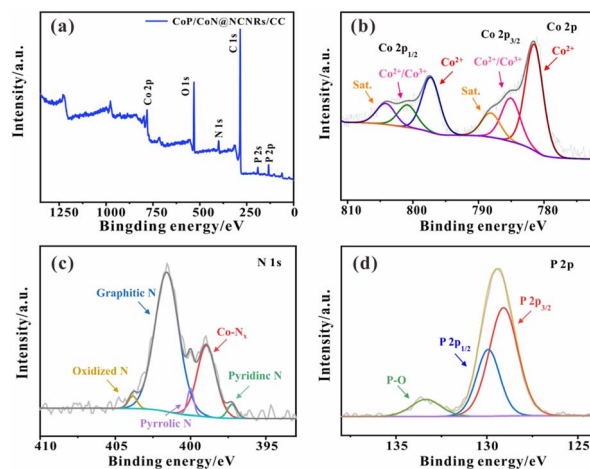 (a)
CoP/CoN@NCNRs/CC
C 1s
Co 2p
O 1s
N 1s
P 2s
P 2p
Intensity/a.u.
1250 1000 750 500 250 0
Bingding energy/eV
(b)
Co 2p
Co 2p1/2
Co 2p3/2
Co2+
Co2+/Co3+
Co2+
Co2+/Co3+
Sat.
Sat.
Intensity/a.u.
810 800 790 780
Bingding energy/eV
(c)
N 1s
Graphitic N
Co-Nx
Oxidized N
Pyridinc N
Pyrrolic N
Intensity/a.u.
410 405 400 395
Binding energy/eV
(d)
P 2p
P 2p3/2
P 2p1/2
P-O
Intensity/a.u.
135 130 125
Binding energy/eV